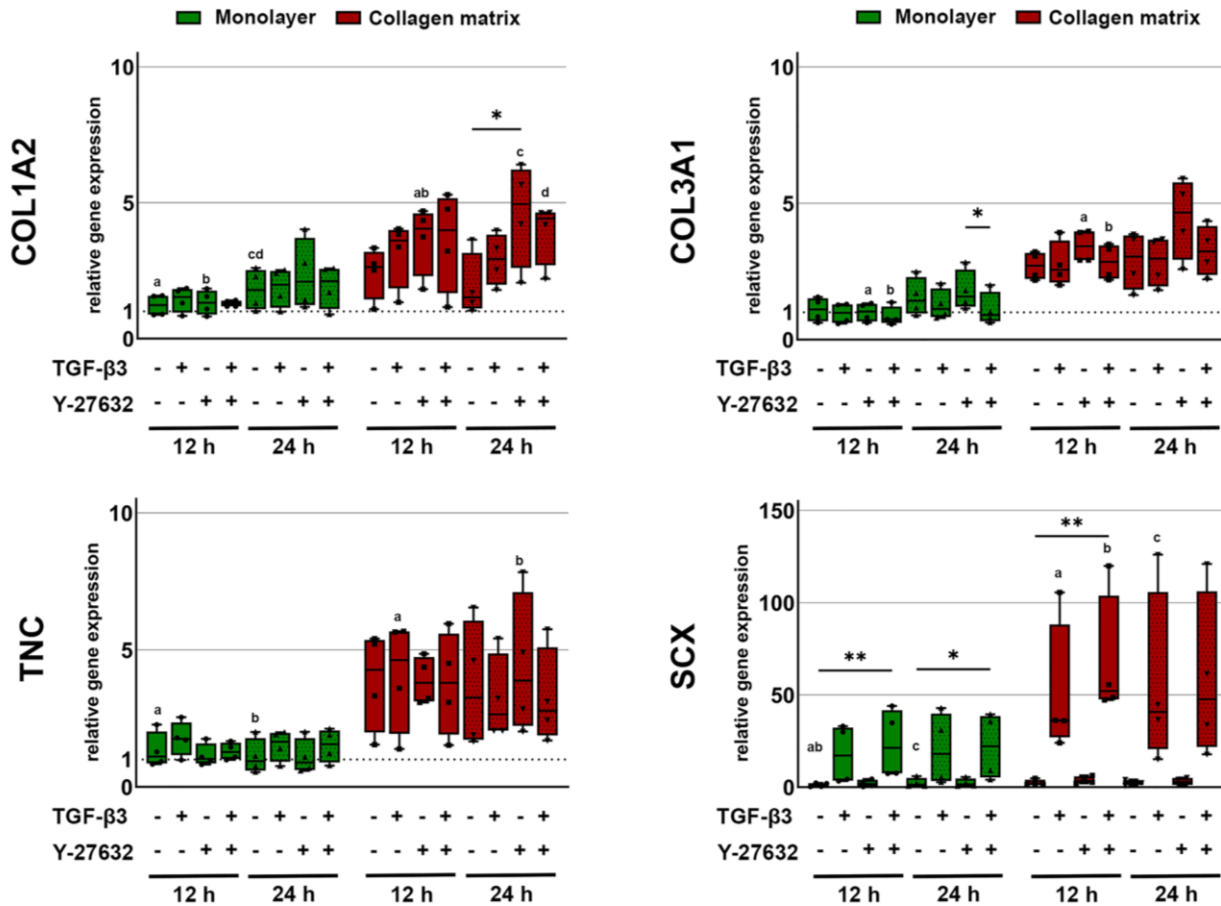 Monolayer Collagen matrix
COL1A2
relative gene expression
10
5
1
0
*
a b cd ab c d
TGF-β3 - + - + - + - + - + - + - + - +
Y-27632 - - + + - - + + - - + + - - + +
12 h 24 h 12 h 24 h
Monolayer Collagen matrix
COL3A1
relative gene expression
10
5
1
0
*
a b a b
TGF-β3 - + - + - + - + - + - + - + - +
Y-27632 - - + + - - + + - - + + - - + +
12 h 24 h 12 h 24 h
TNC
relative gene expression
10
5
1
0
a b a b
TGF-β3 - + - + - + - + - + - + - + - +
Y-27632 - - + + - - + + - - + + - - + +
12 h 24 h 12 h 24 h
SCX
relative gene expression
150
100
50
0
** * **
ab c a b c
TGF-β3 - + - + - + - + - + - + - + - +
Y-27632 - - + + - - + + - - + + - - + +
12 h 24 h 12 h 24 h